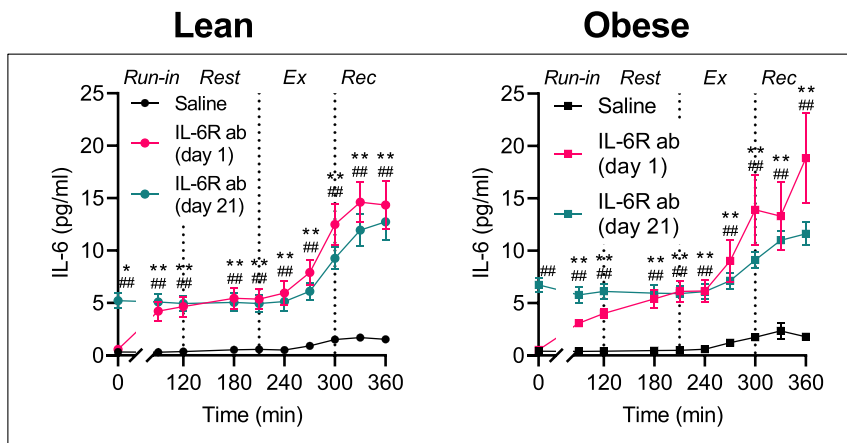 Lean
Obese
Run-in Rest Ex Rec
25
20
15
10
5
0
IL-6 (pg/ml)
Saline
IL-6R ab
(day 1)
IL-6R ab
(day 21)
*
##
**
##
**
##
**
##
**
##
**
##
**
##
**
##
**
##
**
##
0 120 180 240 300 360
Time (min)
Run-in Rest Ex Rec
25
20
15
10
5
0
IL-6 (pg/ml)
Saline
IL-6R ab
(day 1)
IL-6R ab
(day 21)
##
**
##
**
##
**
##
**
##
**
##
**
##
**
##
**
##
**
##
0 120 180 240 300 360
Time (min)